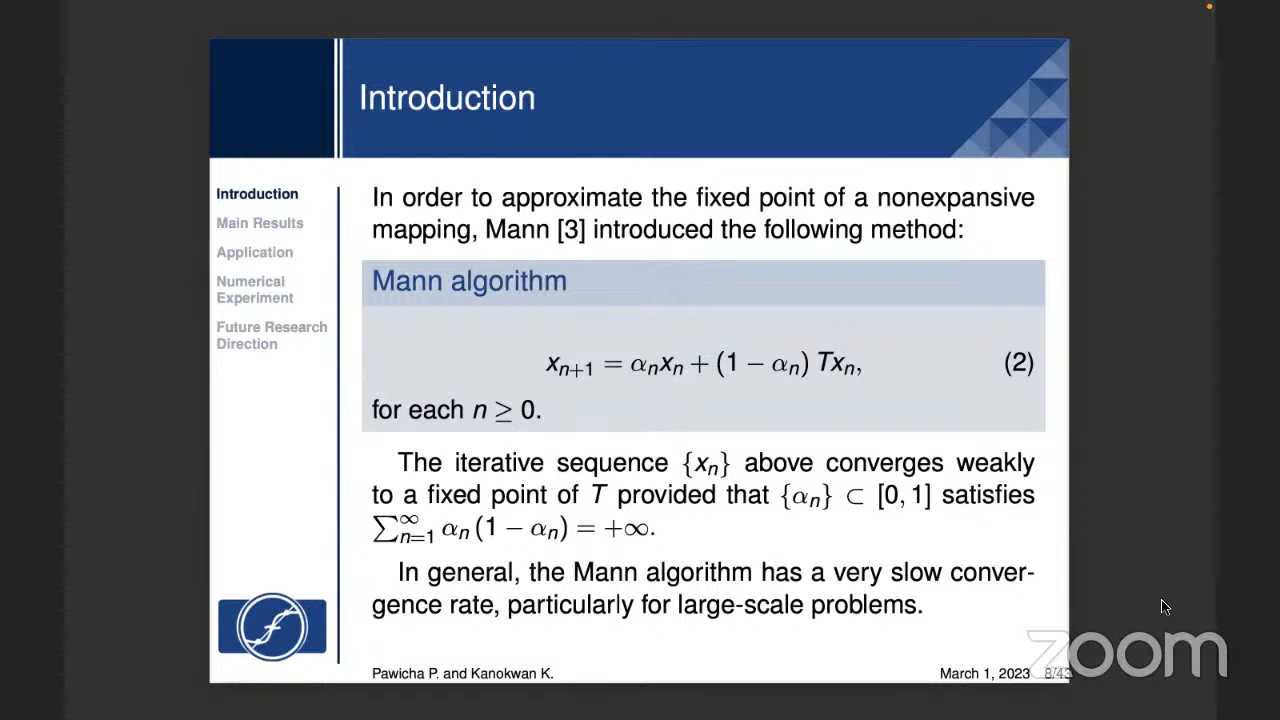 Introduction
Introduction
Main Results
Application
Numerical
Experiment
Future Research
Direction
In order to approximate the fixed point of a nonexpansive
mapping, Mann [3] introduced the following method:
Mann algorithm
xₙ₊₁ = αₙxₙ + (1 − αₙ) Txₙ, (2)
for each n ≥ 0.
The iterative sequence {xₙ} above converges weakly
to a fixed point of T provided that {αₙ} ⊂ [0, 1] satisfies
∑∞ₙ₌₁ αₙ (1 − αₙ) = +∞.
In general, the Mann algorithm has a very slow conver-
gence rate, particularly for large-scale problems.
Pawicha P. and Kanokwan K. March 1, 2023 8/43
zoom